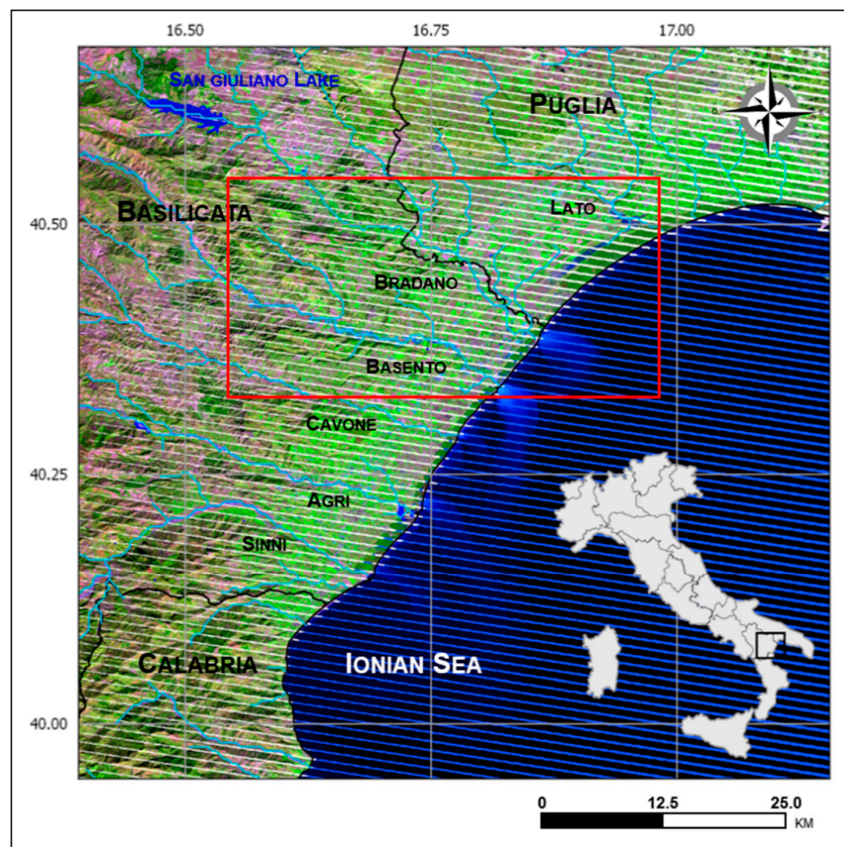 16.50 16.75 17.00
SAN GIULIANO LAKE
PUGLIA
BASILICATA
LATO
40.50
BRADANO
BASENTO
CAVONE
40.25
AGRI
SINNI
CALABRIA
IONIAN SEA
40.00
0 12.5 25.0
KM